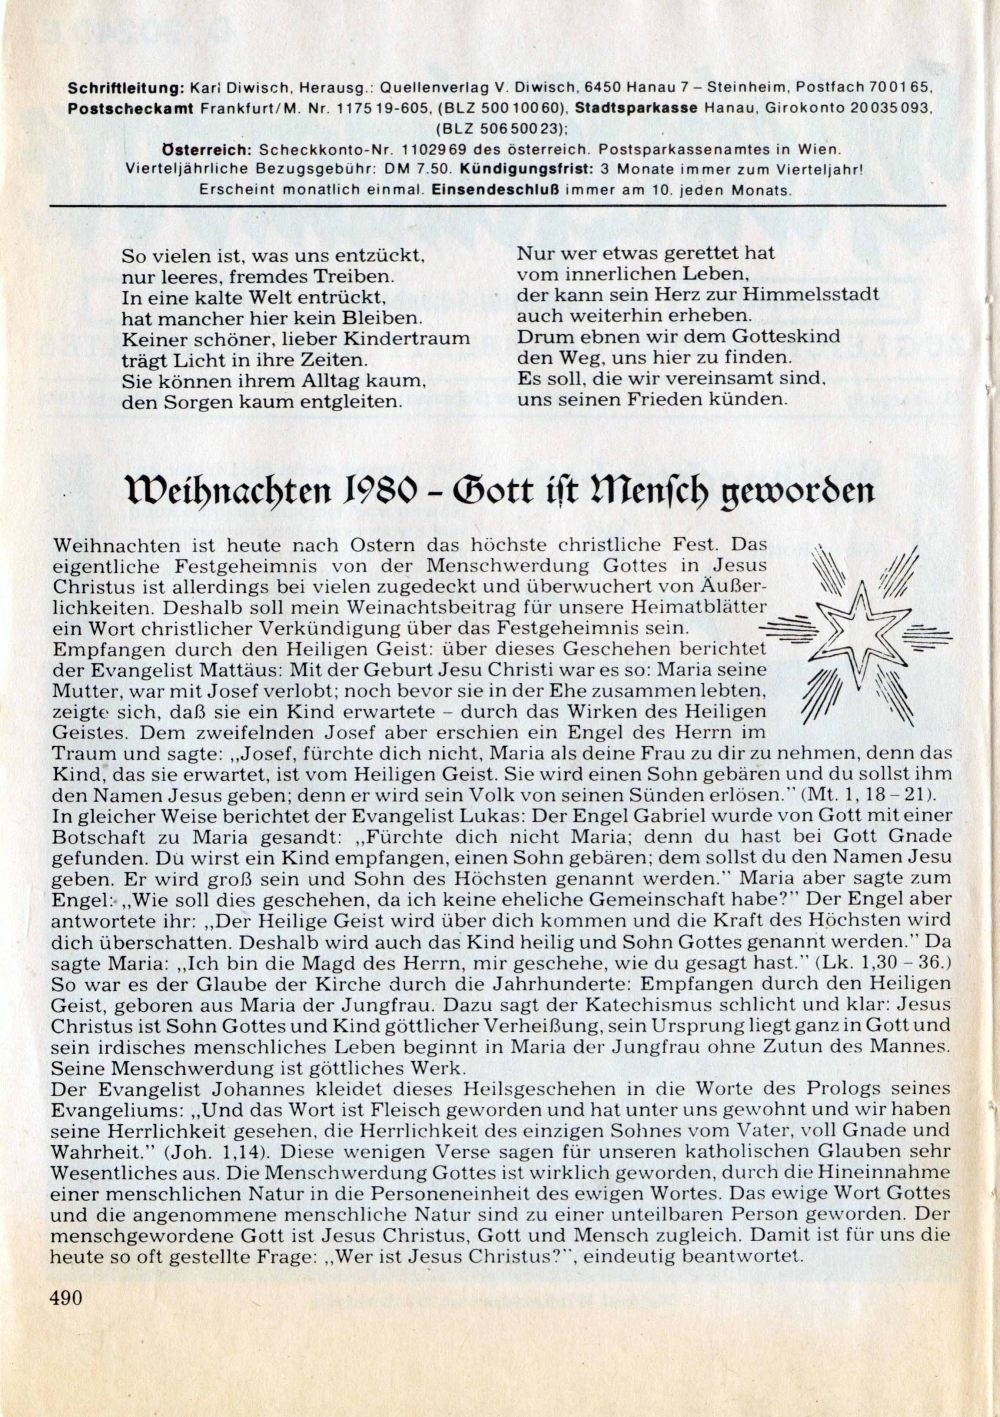 Schriftleitung: Karl Diwisch, Herausg.: Quellenverlag V. Diwisch, 6450 Hanau 7 – Steinheim, Postfach 7001 65,
Postscheckamt Frankfurt/M. Nr. 1175 19-605, (BLZ 500 100 60), Stadtsparkasse Hanau, Girokonto 20 035 093,
(BLZ 506 500 23);
Österreich: Scheckkonto-Nr. 1102969 des österreich. Postsparkassenamtes in Wien.
Vierteljährliche Bezugsgebühr: DM 7.50. Kündigungsfrist: 3 Monate immer zum Vierteljahr!
Erscheint monatlich einmal. Einsendeschluß immer am 10. jeden Monats.
So vielen ist, was uns entzückt,
nur leeres, fremdes Treiben.
In eine kalte Welt entrückt,
hat mancher hier kein Bleiben.
Keiner schöner, lieber Kindertraum
trägt Licht in ihre Zeiten.
Sie können ihrem Alltag kaum,
den Sorgen kaum entgleiten.
Nur wer etwas gerettet hat
vom innerlichen Leben,
der kann sein Herz zur Himmelsstadt
auch weiterhin erheben.
Drum ebnen wir dem Gotteskind
den Weg, uns hier zu finden.
Es soll, die wir vereinsamt sind,
uns seinen Frieden künden.
Weihnachten 1980 – Gott ist Mensch geworden
Weihnachten ist heute nach Ostern das höchste christliche Fest. Das
eigentliche Festgeheimnis von der Menschwerdung Gottes in Jesus
Christus ist allerdings bei vielen zugedeckt und überwuchert von Äußer-
lichkeiten. Deshalb soll mein Weinachtsbeitrag für unsere Heimatblätter
ein Wort christlicher Verkündigung über das Festgeheimnis sein.
Empfangen durch den Heiligen Geist: über dieses Geschehen berichtet
der Evangelist Mattäus: Mit der Geburt Jesu Christi war es so: Maria seine
Mutter, war mit Josef verlobt; noch bevor sie in der Ehe zusammen lebten,
zeigte sich, daß sie ein Kind erwartete – durch das Wirken des Heiligen
Geistes. Dem zweifelnden Josef aber erschien ein Engel des Herrn im
Traum und sagte: „Josef, fürchte dich nicht, Maria als deine Frau zu dir zu nehmen, denn das
Kind, das sie erwartet, ist vom Heiligen Geist. Sie wird einen Sohn gebären und du sollst ihm
den Namen Jesus geben; denn er wird sein Volk von seinen Sünden erlösen.” (Mt. 1, 18 – 21).
In gleicher Weise berichtet der Evangelist Lukas: Der Engel Gabriel wurde von Gott mit einer
Botschaft zu Maria gesandt: „Fürchte dich nicht Maria; denn du hast bei Gott Gnade
gefunden. Du wirst ein Kind empfangen, einen Sohn gebären; dem sollst du den Namen Jesu
geben. Er wird groß sein und Sohn des Höchsten genannt werden.” Maria aber sagte zum
Engel: „Wie soll dies geschehen, da ich keine eheliche Gemeinschaft habe?” Der Engel aber
antwortete ihr: „Der Heilige Geist wird über dich kommen und die Kraft des Höchsten wird
dich überschatten. Deshalb wird auch das Kind heilig und Sohn Gottes genannt werden.” Da
sagte Maria: „Ich bin die Magd des Herrn, mir geschehe, wie du gesagt hast.” (Lk. 1,30 – 36.)
So war es der Glaube der Kirche durch die Jahrhunderte: Empfangen durch den Heiligen
Geist, geboren aus Maria der Jungfrau. Dazu sagt der Katechismus schlicht und klar: Jesus
Christus ist Sohn Gottes und Kind göttlicher Verheißung, sein Ursprung liegt ganz in Gott und
sein irdisches menschliches Leben beginnt in Maria der Jungfrau ohne Zutun des Mannes.
Seine Menschwerdung ist göttliches Werk.
Der Evangelist Johannes kleidet dieses Heilsgeschehen in die Worte des Prologs seines
Evangeliums: „Und das Wort ist Fleisch geworden und hat unter uns gewohnt und wir haben
seine Herrlichkeit gesehen, die Herrlichkeit des einzigen Sohnes vom Vater, voll Gnade und
Wahrheit.” (Joh. 1,14). Diese wenigen Verse sagen für unseren katholischen Glauben sehr
Wesentliches aus. Die Menschwerdung Gottes ist wirklich geworden, durch die Hineinnahme
einer menschlichen Natur in die Personeneinheit des ewigen Wortes. Das ewige Wort Gottes
und die angenommene menschliche Natur sind zu einer unteilbaren Person geworden. Der
menschgewordene Gott ist Jesus Christus, Gott und Mensch zugleich. Damit ist für uns die
heute so oft gestellte Frage: „Wer ist Jesus Christus?”, eindeutig beantwortet.
490